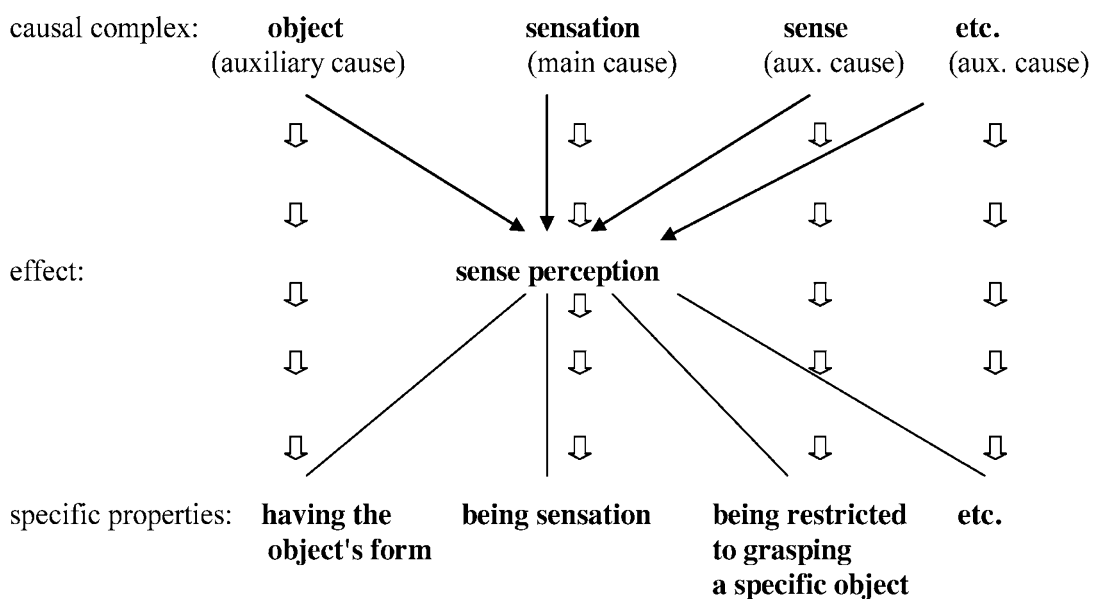 causal complex: object sensation sense etc.
(auxiliary cause) (main cause) (aux. cause) (aux. cause)
effect: sense perception
specific properties: having the being sensation being restricted etc.
object's form to grasping
a specific object